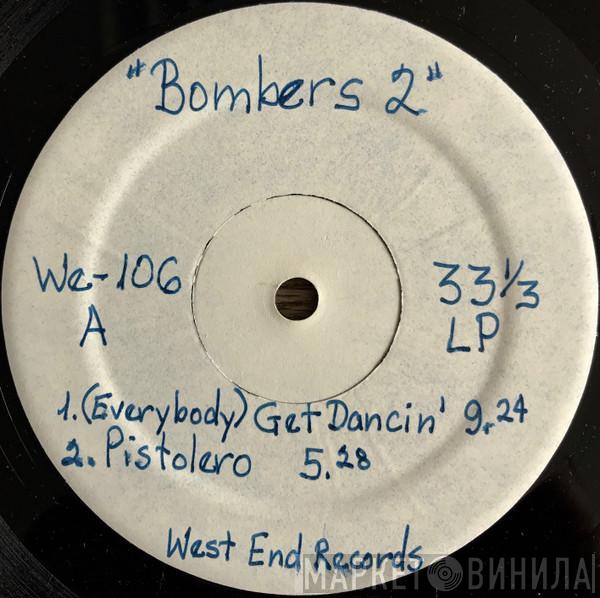 "Bombers 2"
We-106
33⅓
A
LP
1. (Everybody) Get Dancin' 9.24
2. Pistolero 5.28
West End Records
МАРКЕТ ВИНИЛА